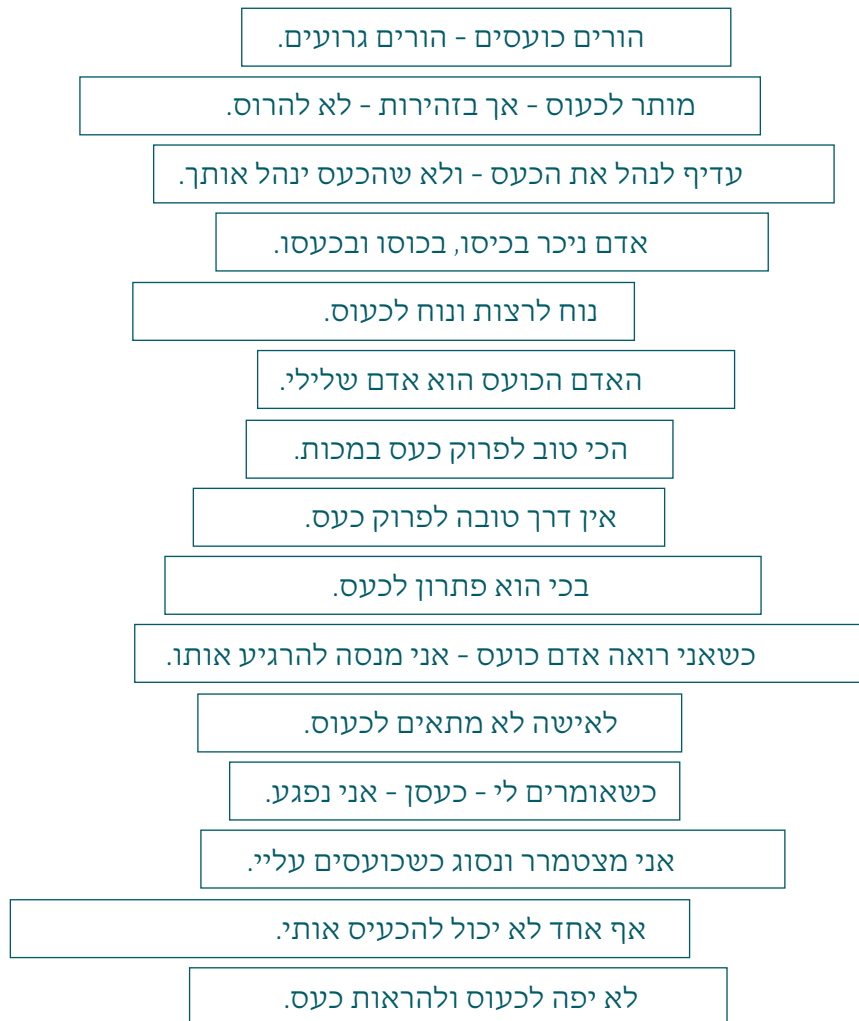 הורים כועסים - הורים גרועים.
מותר לכעוס - אך בזהירות - לא להרוס.
עדיף לנהל את הכעס - ולא שהכעס ינהל אותך.
אדם ניכר בכיסו, בכוסו ובכעסו.
נוח לרצות ונוח לכעוס.
האדם הכועס הוא אדם שלילי.
הכי טוב לפרוק כעס במכות.
אין דרך טובה לפרוק כעס.
בכי הוא פתרון לכעס.
כשאני רואה אדם כועס - אני מנסה להרגיע אותו.
לאישה לא מתאים לכעוס.
כשאומרים לי - כעסן - אני נפגע.
אני מצטמרר ונסוג כשכועסים עליי.
אף אחד לא יכול להכעיס אותי.
לא יפה לכעוס ולהראות כעס.